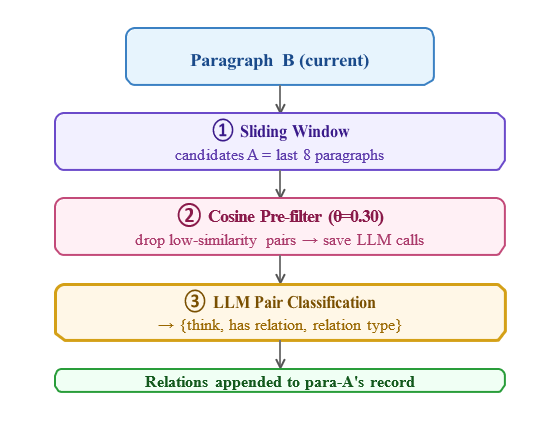 Paragraph B (current)
① Sliding Window
candidates A = last 8 paragraphs
② Cosine Pre-filter (θ=0.30)
drop low-similarity pairs → save LLM calls
③ LLM Pair Classification
→ {think, has relation, relation type}
Relations appended to para-A's record